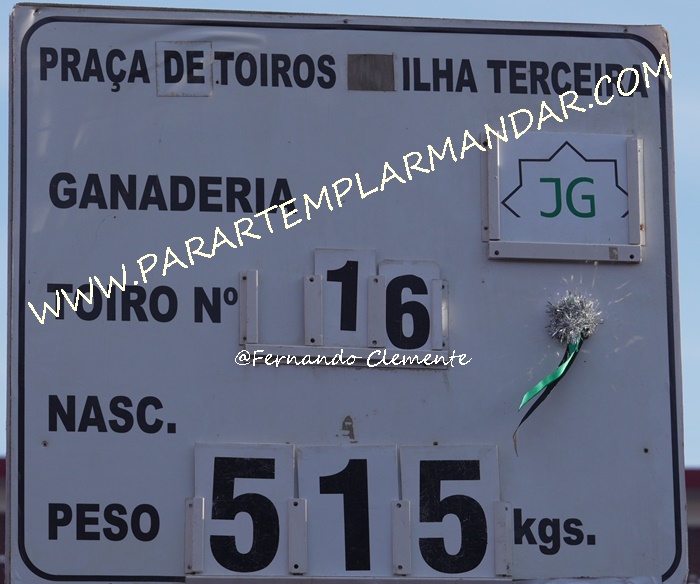 PRAÇA DE TOIROS ILHA TERCEIRA
WWW.PARARTEMPLARMANDAR.COM
GANADERIA
JG
TOIRO Nº 16
@Fernando Clemente
NASC.
PESO 515 kgs.